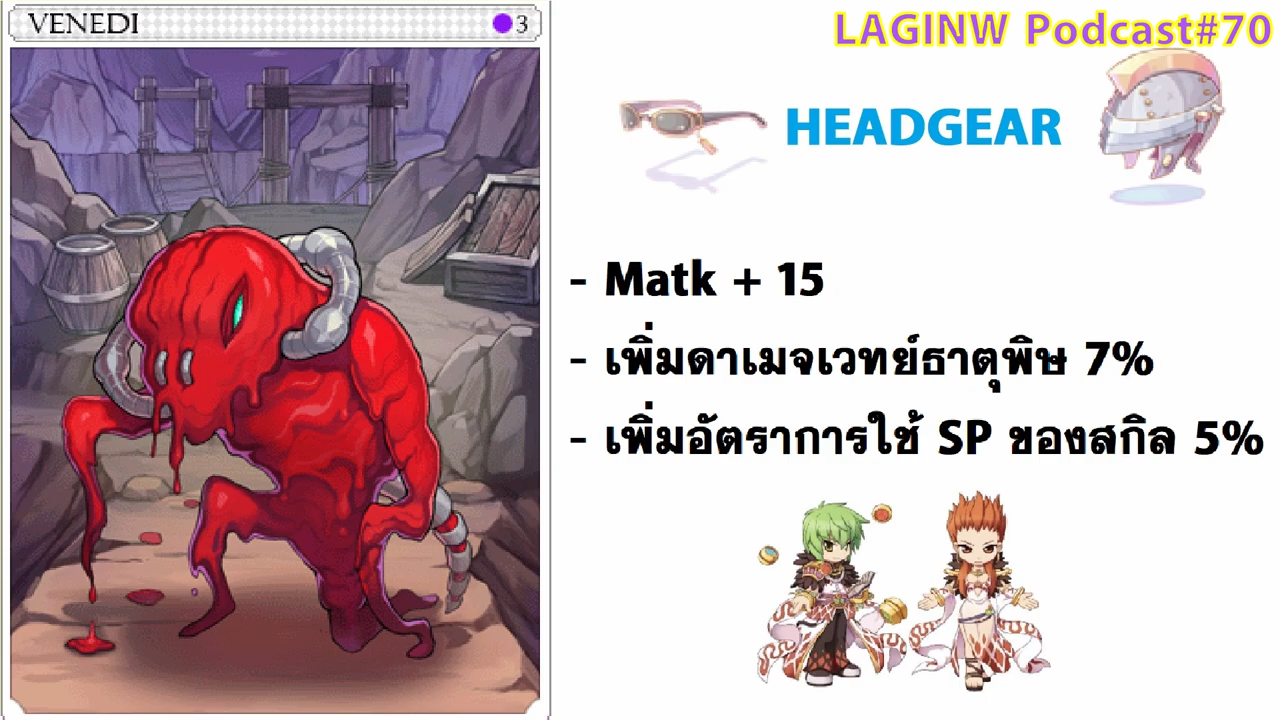 VENEDI
3
LAGINW Podcast#70
HEADGEAR
- Matk + 15
- เพิ่มดาเมจเวทย์ธาตุพิษ 7%
- เพิ่มอัตราการใช้ SP ของสกิล 5%